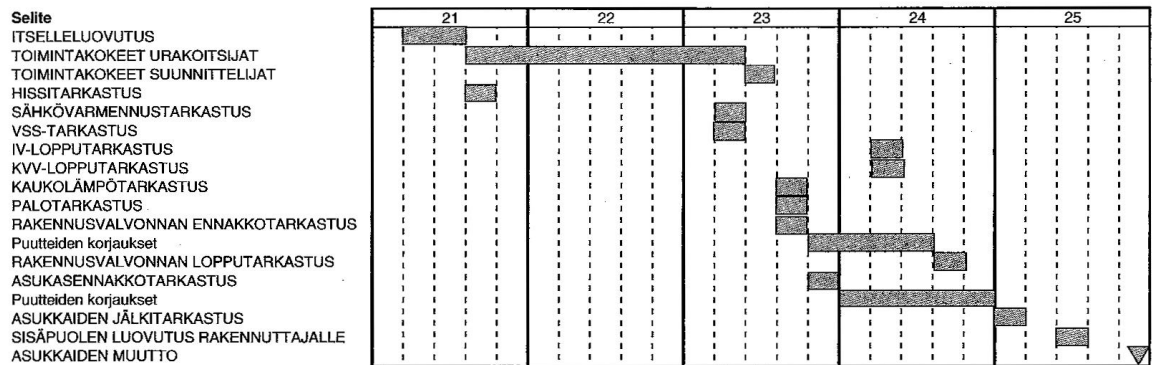 Selite 21 22 23 24 25
ITSELLELUOVUTUS
TOIMINTAKOKEET URAKOITSIJAT
TOIMINTAKOKEET SUUNNITTELIJAT
HISSITARKASTUS
SÄHKÖVARMENNUSTARKASTUS
VSS-TARKASTUS
IV-LOPPUTARKASTUS
KVV-LOPPUTARKASTUS
KAUKOLÄMPÖTARKASTUS
PALOTARKASTUS
RAKENNUSVALVONNAN ENNAKKOTARKASTUS
Puutteiden korjaukset
RAKENNUSVALVONNAN LOPPUTARKASTUS
ASUKASENNAKKOTARKASTUS
Puutteiden korjaukset
ASUKKAIDEN JÄLKITARKASTUS
SISÄPUOLEN LUOVUTUS RAKENNUTTAJALLE
ASUKKAIDEN MUUTTO